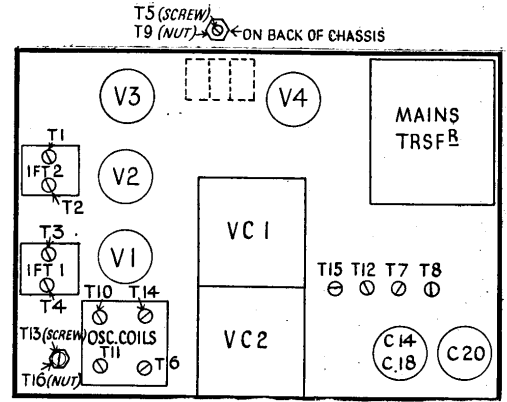 T5 (SCREW)
T9 (NUT) ON BACK OF CHASSIS
V3
V4
MAINS
TRSFR
T1
IFT 2
T2
V2
T3
IFT 1
T4
V1
VC 1
T15 T12 T7 T8
T10 T14
OSC. COILS
T11 T6
T13 (SCREW)
T16 (NUT)
VC2
C14
C.18
C20